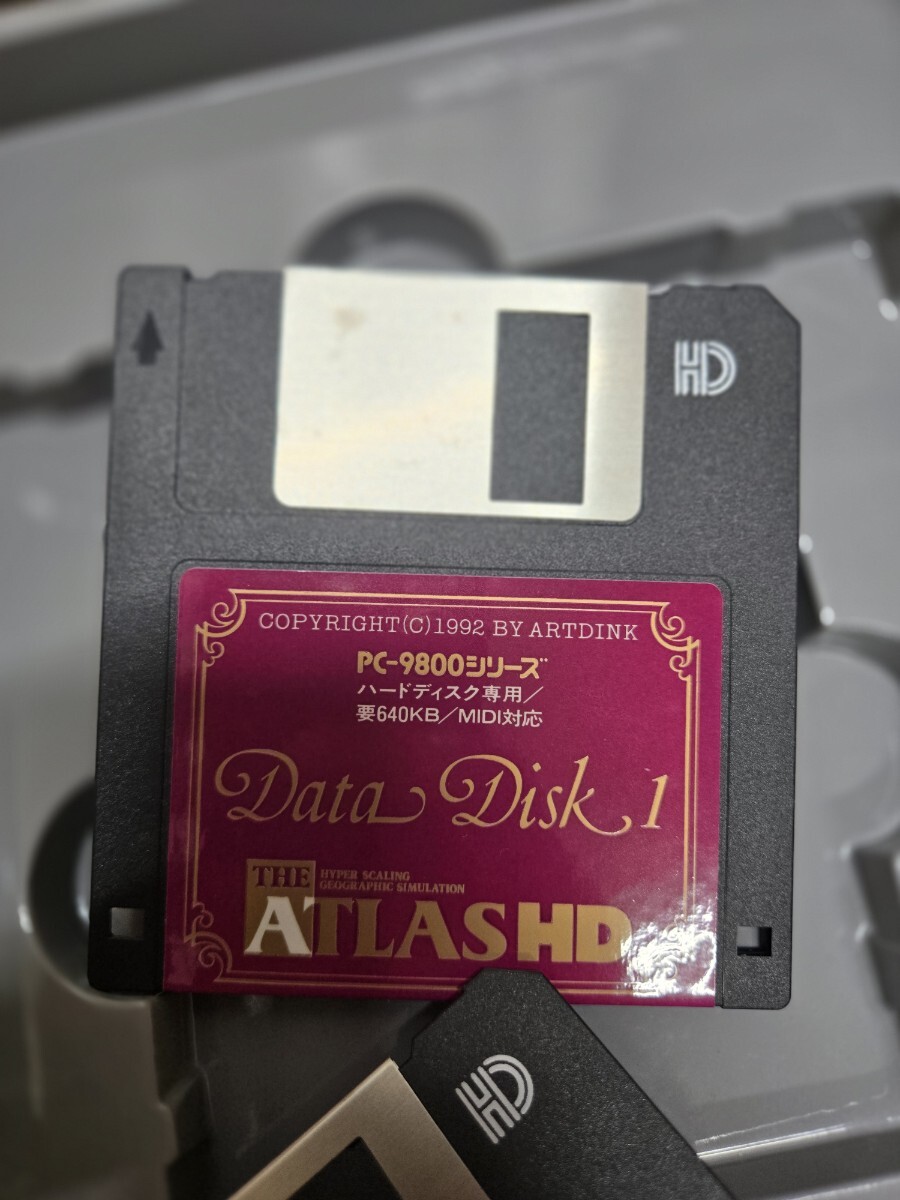 HD
COPYRIGHT(C)1992 BY ARTDINK
PC-9800シリーズ
ハードディスク専用/
要640KB/MIDI対応
Data Disk 1
THE HYPER SCALING
GEOGRAPHIC SIMULATION
ATLASHD
HD